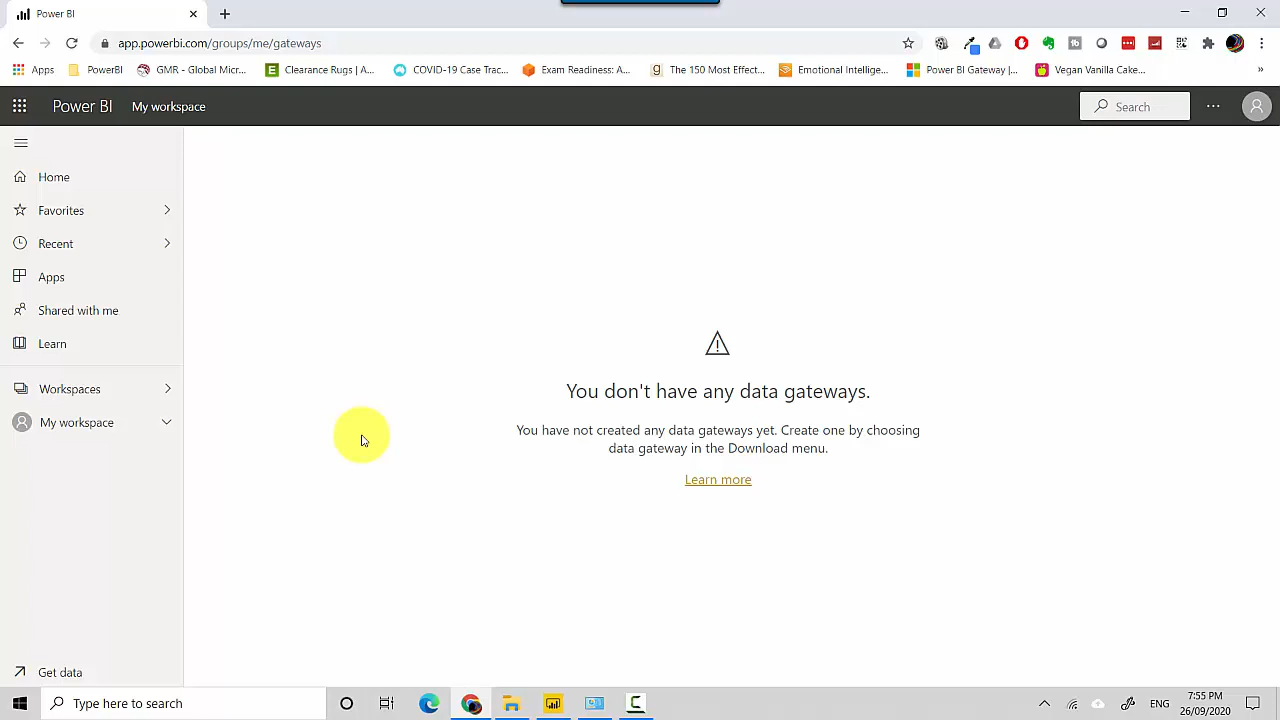 Power BI
app.powerbi.com/groups/me/gateways
Apps
PowerBI
GMR - Global Micr...
Clearance Rugs | A...
COVID-19 Case Trac...
Exam Readiness: A...
The 150 Most Effect...
Emotional Intellige...
Power BI Gateway |...
Vegan Vanilla Cake...
»
Power BI
My workspace
Search
Home
Favorites
Recent
Apps
Shared with me
Learn
Workspaces
My workspace
Get data
You don't have any data gateways.
You have not created any data gateways yet. Create one by choosing
data gateway in the Download menu.
Learn more
Type here to search
ENG
7:55 PM
26/09/2020